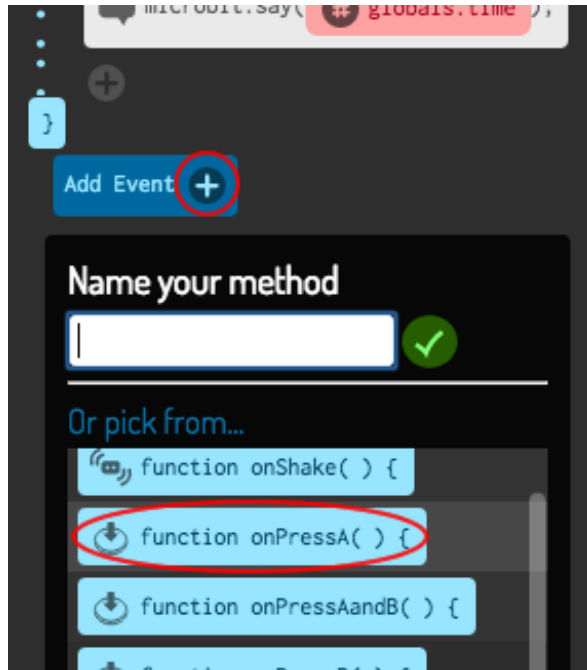 microbit.say( # globals.time );
}
Add Event +
Name your method
Or pick from...
function onShake( ) {
function onPressA( ) {
function onPressAandB( ) {